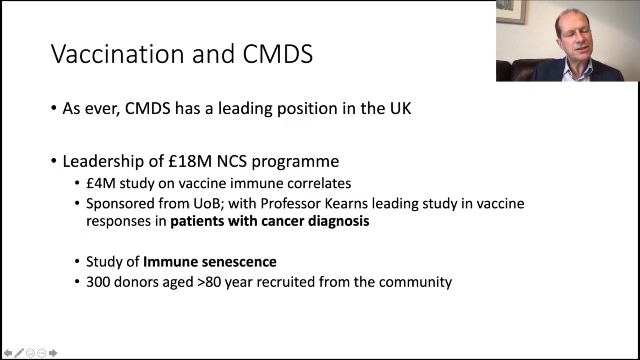 Vaccination and CMDS
• As ever, CMDS has a leading position in the UK
• Leadership of £18M NCS programme
• £4M study on vaccine immune correlates
• Sponsored from UoB; with Professor Kearns leading study in vaccine
responses in patients with cancer diagnosis
• Study of Immune senescence
• 300 donors aged >80 year recruited from the community